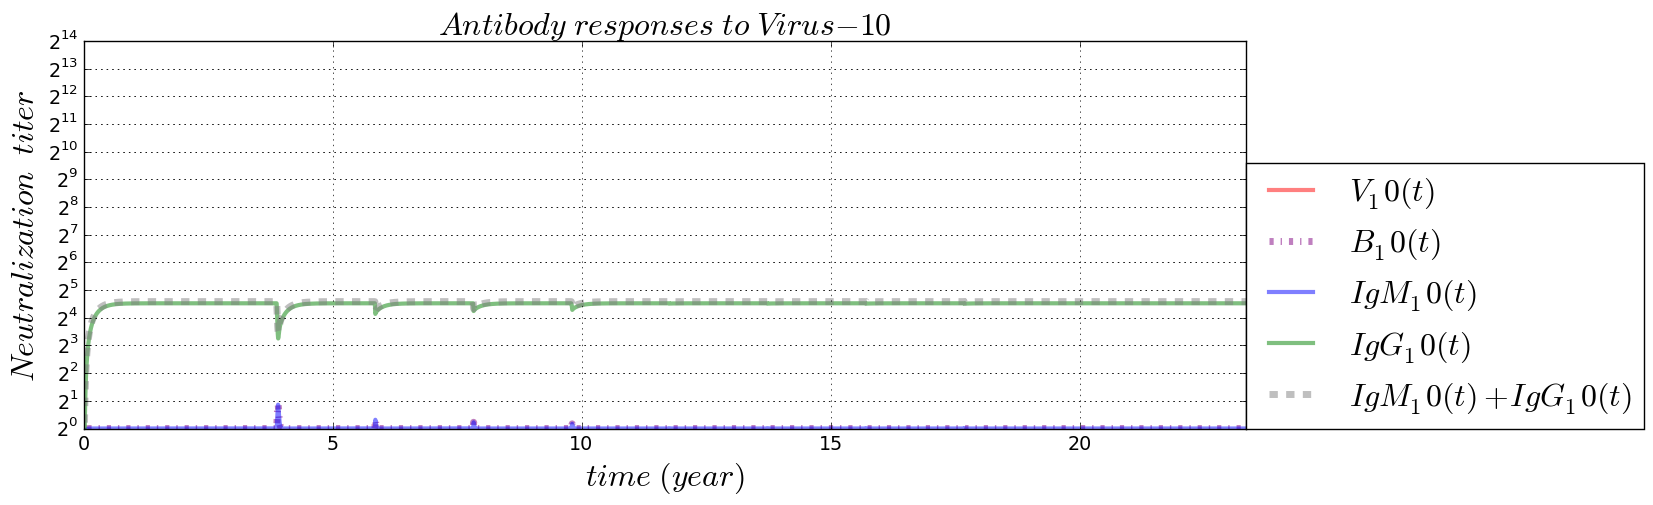 Antibody responses to Virus−10
2^14
2^13
2^12
2^11
2^10
2^9
2^8
2^7
2^6
2^5
2^4
2^3
2^2
2^1
2^0
Neutralization titer
0 5 10 15 20
time (year)
V_1 0(t)
B_1 0(t)
IgM_1 0(t)
IgG_1 0(t)
IgM_1 0(t) + IgG_1 0(t)